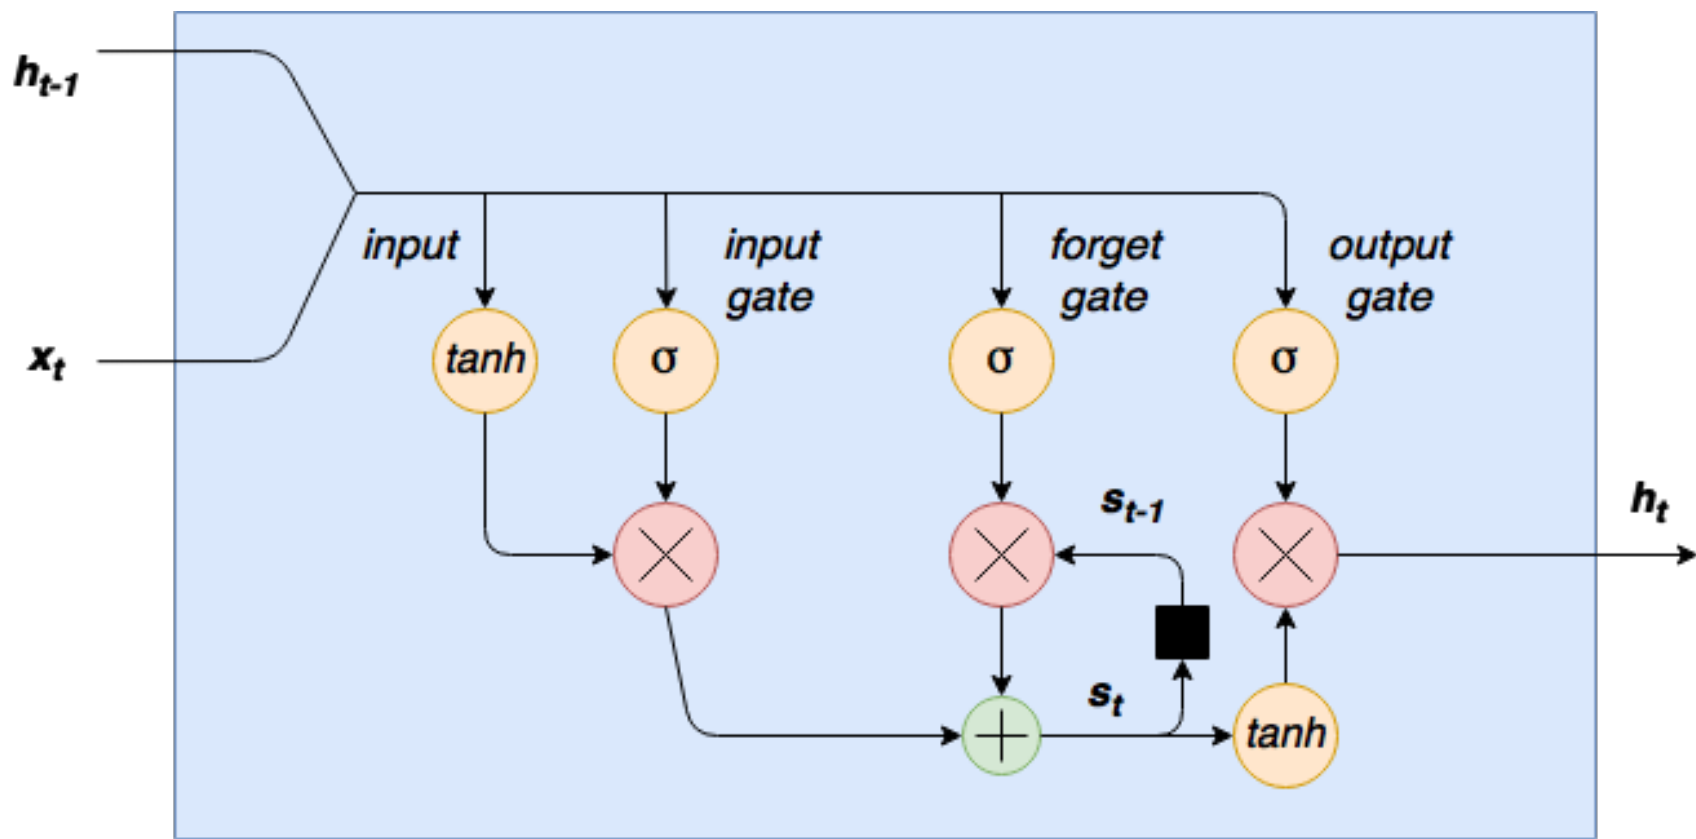 h_{t-1}
input
input
gate
forget
gate
output
gate
x_t
tanh
σ
σ
σ
s_{t-1}
h_t
s_t
tanh